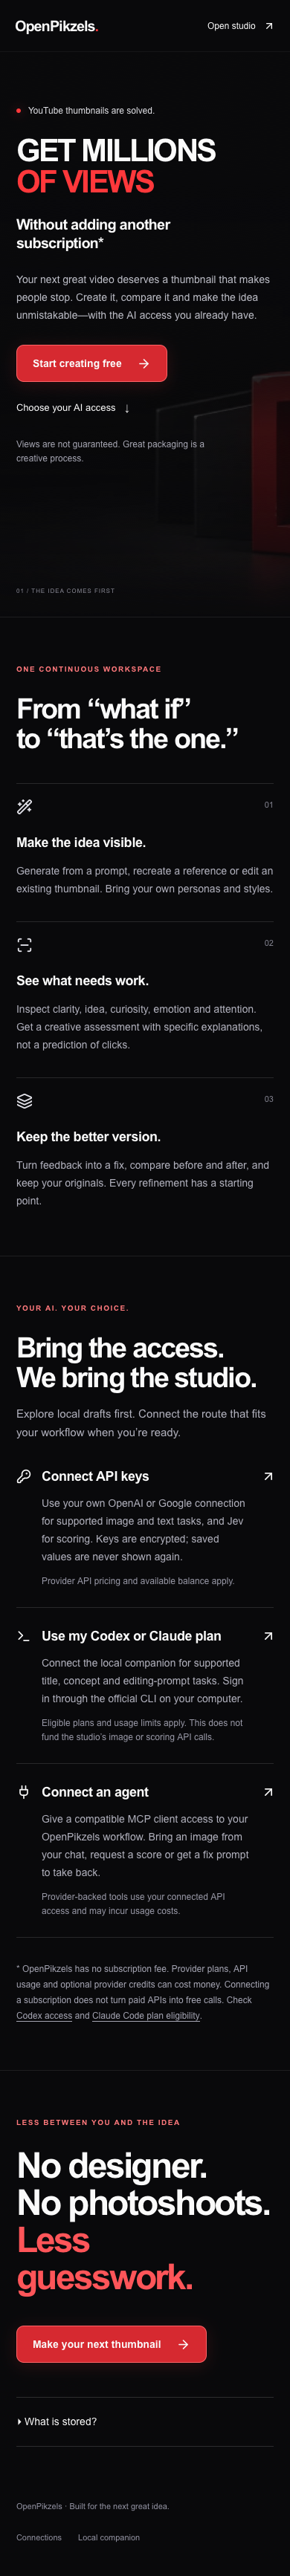 OpenPikzels.
Open studio
YouTube thumbnails are solved.
GET MILLIONS
OF VIEWS
Without adding another
subscription*
Your next great video deserves a thumbnail that makes
people stop. Create it, compare it and make the idea
unmistakable—with the AI access you already have.
Start creating free →
Choose your AI access ↓
Views are not guaranteed. Great packaging is a
creative process.
01 / THE IDEA COMES FIRST
ONE CONTINUOUS WORKSPACE
From “what if”
to “that’s the one.”
01
Make the idea visible.
Generate from a prompt, recreate a reference or edit an
existing thumbnail. Bring your own personas and styles.
02
See what needs work.
Inspect clarity, idea, curiosity, emotion and attention.
Get a creative assessment with specific explanations,
not a prediction of clicks.
03
Keep the better version.
Turn feedback into a fix, compare before and after, and
keep your originals. Every refinement has a starting
point.
YOUR AI. YOUR CHOICE.
Bring the access.
We bring the studio.
Explore local drafts first. Connect the route that fits
your workflow when you’re ready.
Connect API keys
Use your own OpenAI or Google connection
for supported image and text tasks, and Jev
for scoring. Keys are encrypted; saved
values are never shown again.
Provider API pricing and available balance apply.
Use my Codex or Claude plan
Connect the local companion for supported
title, concept and editing-prompt tasks. Sign
in through the official CLI on your computer.
Eligible plans and usage limits apply. This does not
fund the studio’s image or scoring API calls.
Connect an agent
Give a compatible MCP client access to your
OpenPikzels workflow. Bring an image from
your chat, request a score or get a fix prompt
to take back.
Provider-backed tools use your connected API
access and may incur usage costs.
* OpenPikzels has no subscription fee. Provider plans, API
usage and optional provider credits can cost money. Connecting
a subscription does not turn paid APIs into free calls. Check
Codex access and Claude Code plan eligibility.
LESS BETWEEN YOU AND THE IDEA
No designer.
No photoshoots.
Less
guesswork.
Make your next thumbnail →
What is stored?
OpenPikzels · Built for the next great idea.
Connections Local companion